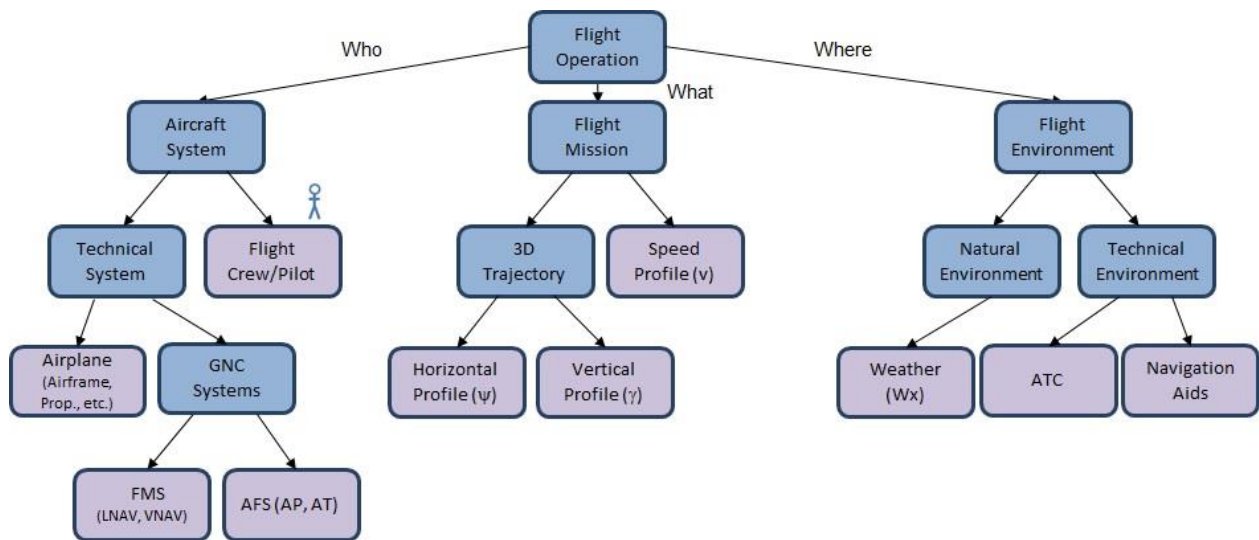 Flight
Operation
Who
Where
What
Aircraft
System
Flight
Mission
Flight
Environment
Technical
System
Flight
Crew/Pilot
3D
Trajectory
Speed
Profile (v)
Natural
Environment
Technical
Environment
Airplane
(Airframe,
Prop., etc.)
GNC
Systems
Horizontal
Profile (ψ)
Vertical
Profile (γ)
Weather
(Wx)
ATC
Navigation
Aids
FMS
(LNAV, VNAV)
AFS (AP, AT)